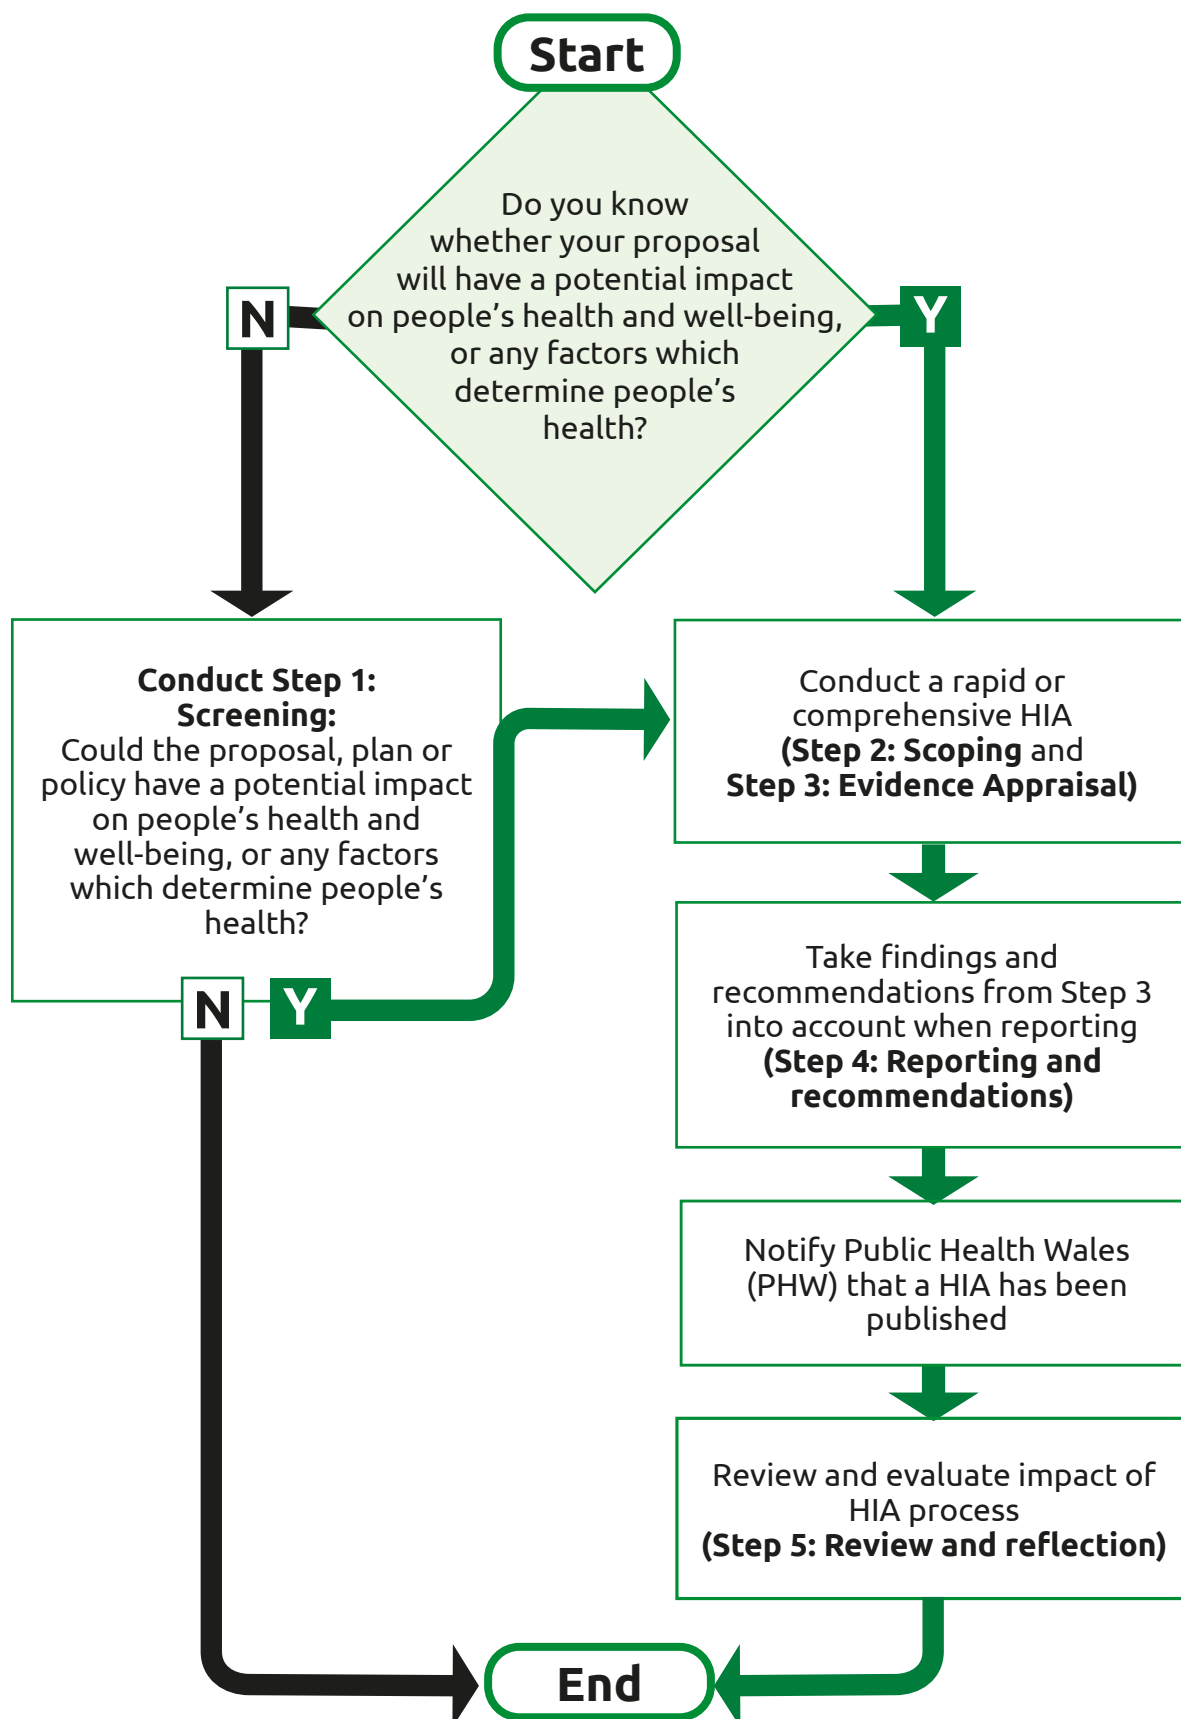 Start
Do you know
whether your proposal
will have a potential impact
on people’s health and well-being,
or any factors which
determine people’s
health?
N
Y
Conduct Step 1:
Screening:
Could the proposal, plan or
policy have a potential impact
on people’s health and
well-being, or any factors
which determine people’s
health?
N
Y
Conduct a rapid or
comprehensive HIA
(Step 2: Scoping and
Step 3: Evidence Appraisal)
Take findings and
recommendations from Step 3
into account when reporting
(Step 4: Reporting and
recommendations)
Notify Public Health Wales
(PHW) that a HIA has been
published
Review and evaluate impact of
HIA process
(Step 5: Review and reflection)
End